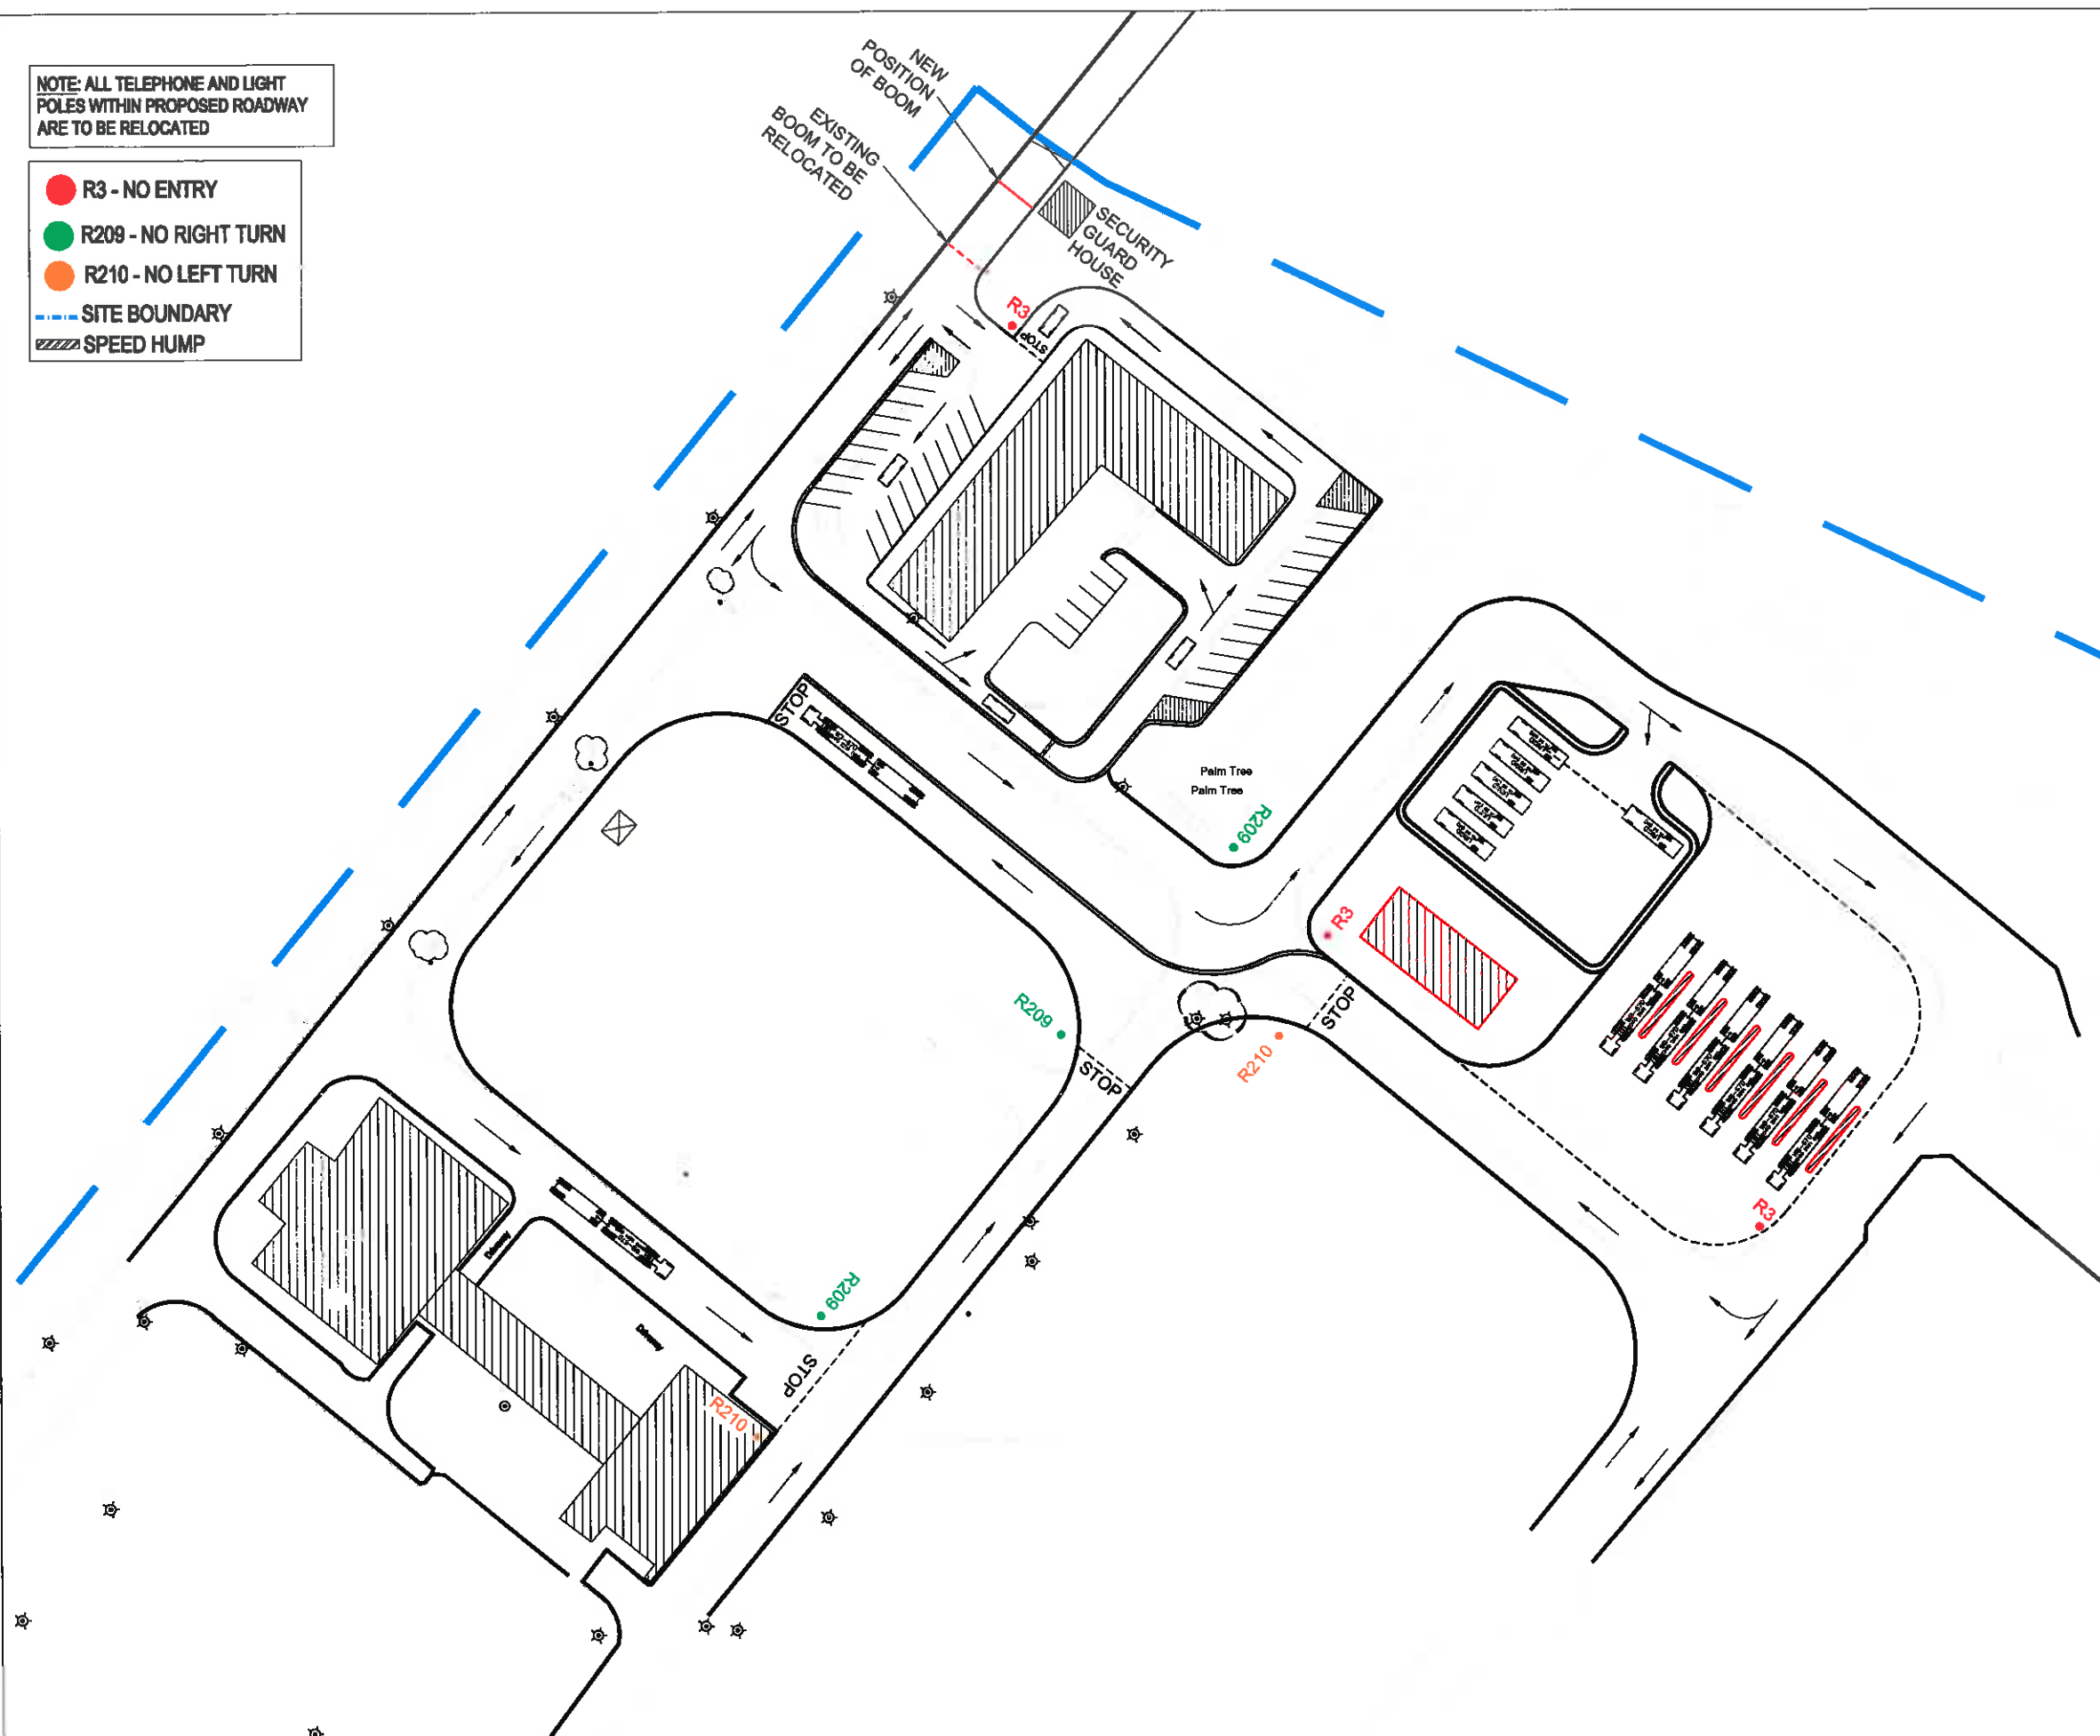 NOTE: ALL TELEPHONE AND LIGHT
POLES WITHIN PROPOSED ROADWAY
ARE TO BE RELOCATED
R3 - NO ENTRY
R209 - NO RIGHT TURN
R210 - NO LEFT TURN
SITE BOUNDARY
SPEED HUMP
NEW
POSITION
OF BOOM
EXISTING
BOOM TO BE
RELOCATED
SECURITY
GUARD
HOUSE
R3
STOP
STOP
Palm Tree
Palm Tree
R209
R3
R209
STOP
R210
STOP
R3
Driveway
R209
Driveway
STOP
R210